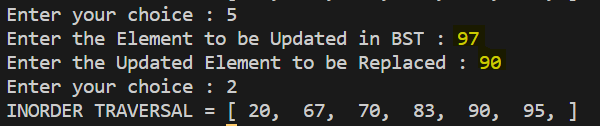 Enter your choice : 5
Enter the Element to be Updated in BST : 97
Enter the Updated Element to be Replaced : 90
Enter your choice : 2
INORDER TRAVERSAL = [ 20,  67,  70,  83,  90,  95, ]